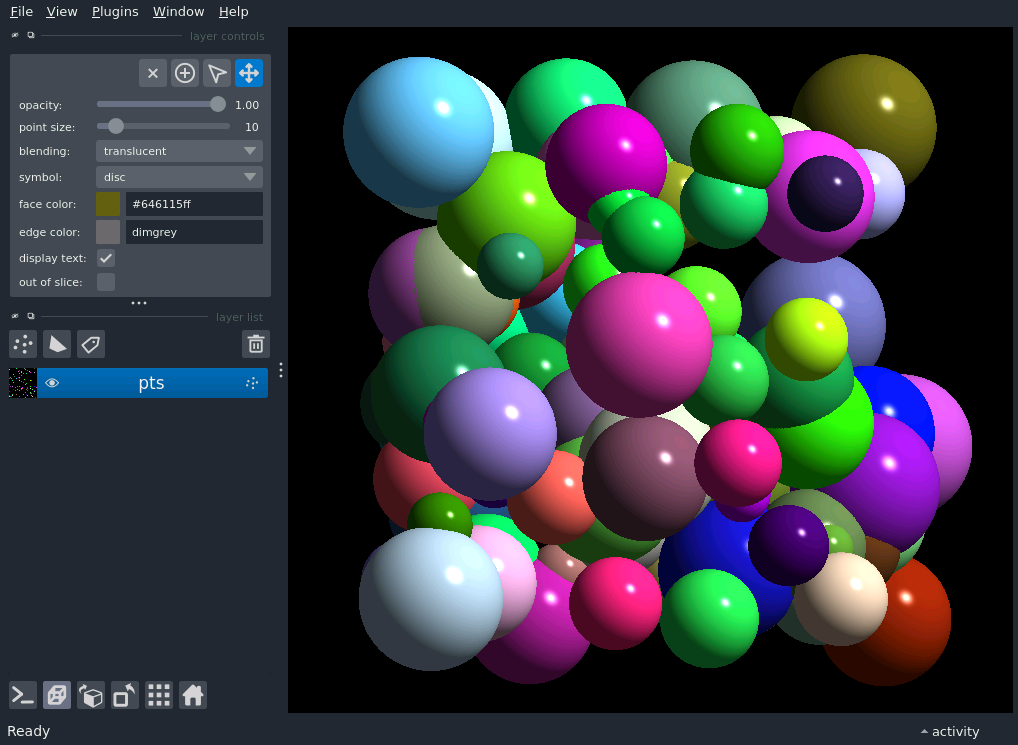 File View Plugins Window Help
layer controls
opacity: 1.00
point size: 10
blending: translucent
symbol: disc
face color: #646115ff
edge color: dimgrey
display text:
out of slice:
layer list
pts
Ready
activity